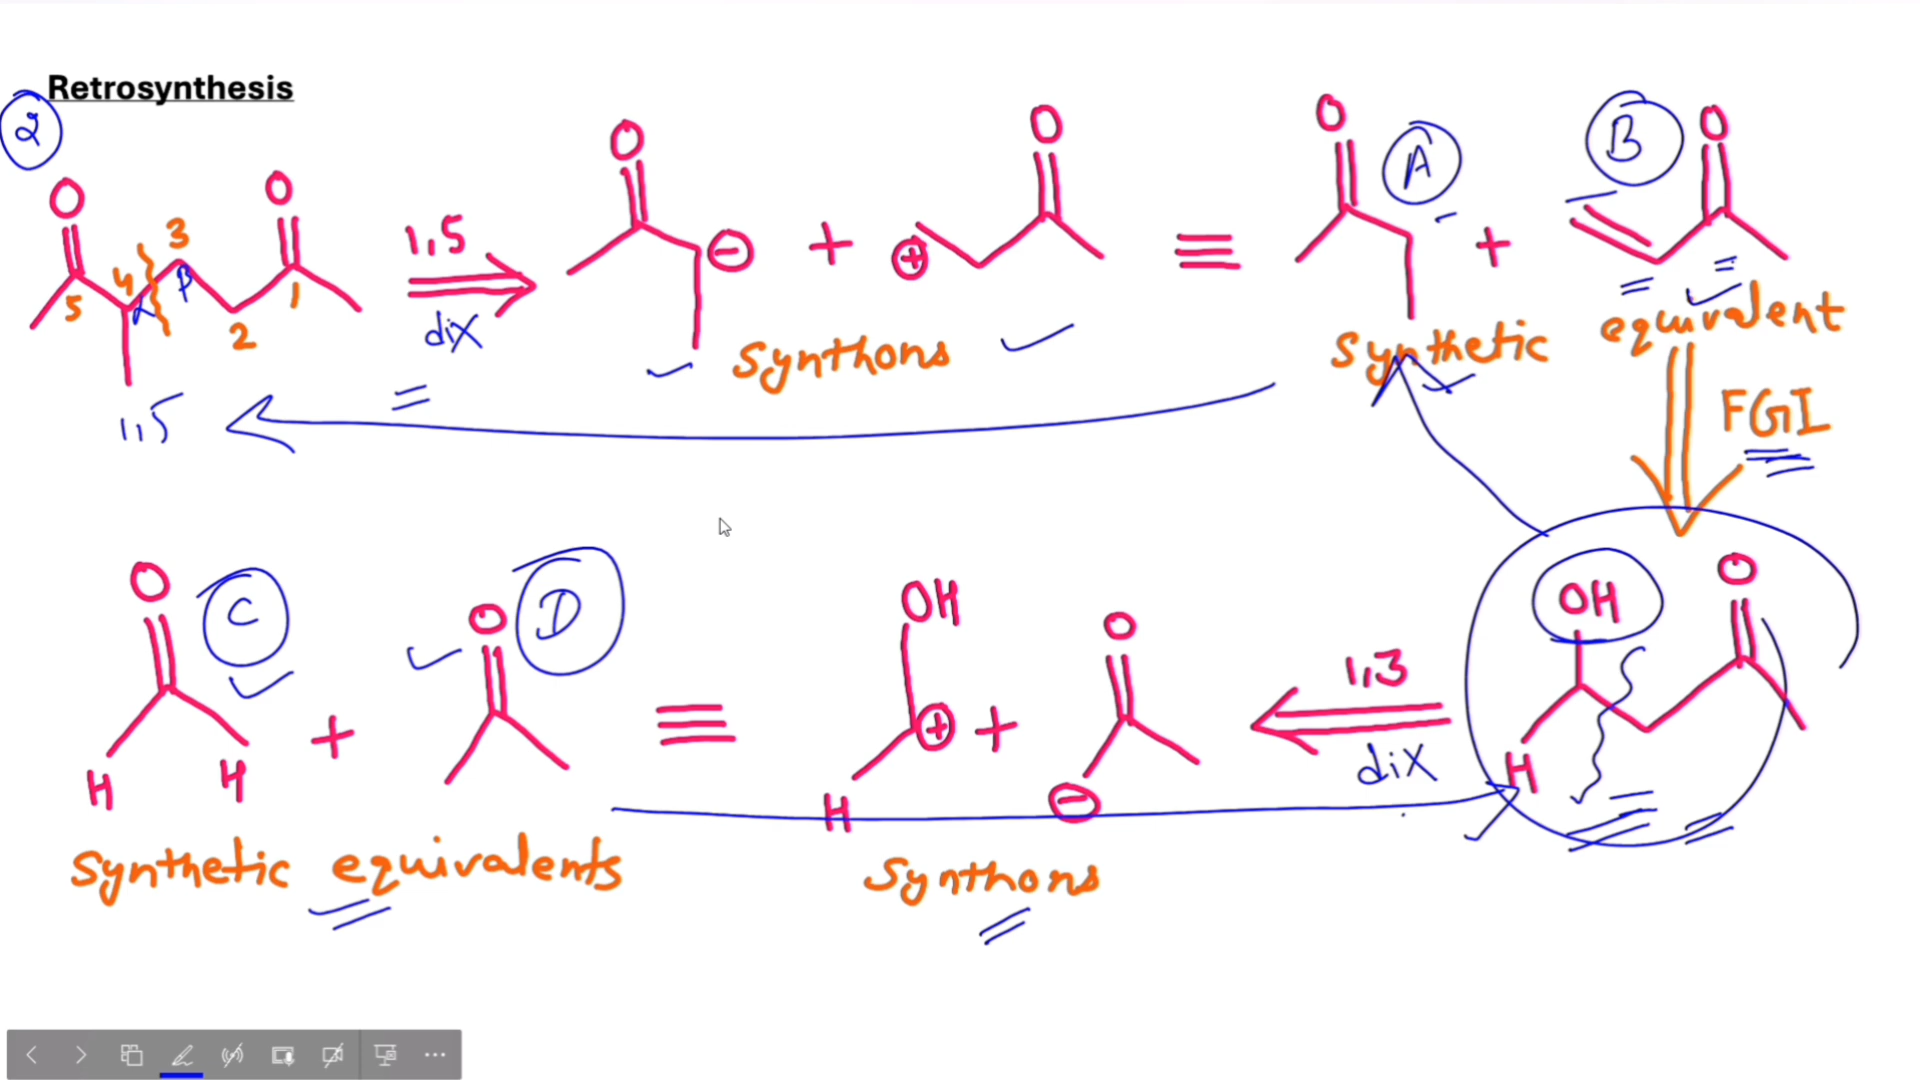 Retrosynthesis
2
O O O O O A B O
5 4 3 2 1 α β
1,5
diX
⊖ + ⊕ ≡ +
Synthons
Synthetic equivalent
1,5
FGI
O C O D OH O OH O
H H + ≡ H ⊕ + ⊖ 1,3 H
diX
Synthetic equivalents
Synthons